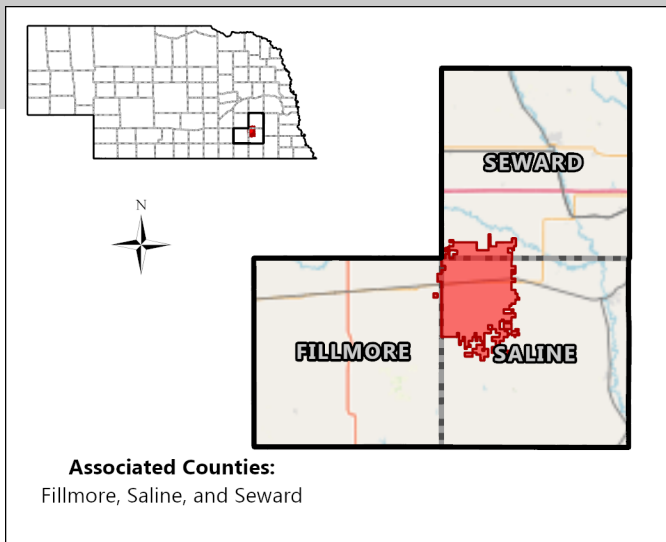 N
SEWARD
FILLMORE
SALINE
Associated Counties:
Fillmore, Saline, and Seward